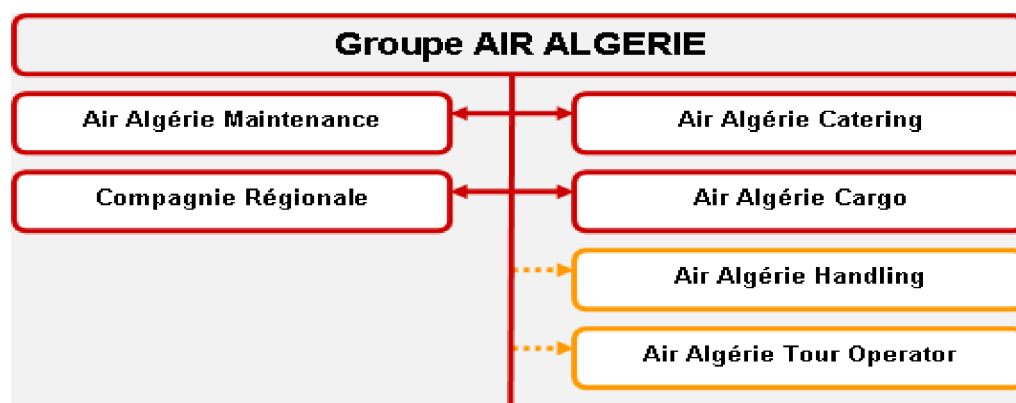 Groupe AIR ALGERIE
Air Algérie Maintenance
Air Algérie Catering
Compagnie Régionale
Air Algérie Cargo
Air Algérie Handling
Air Algérie Tour Operator